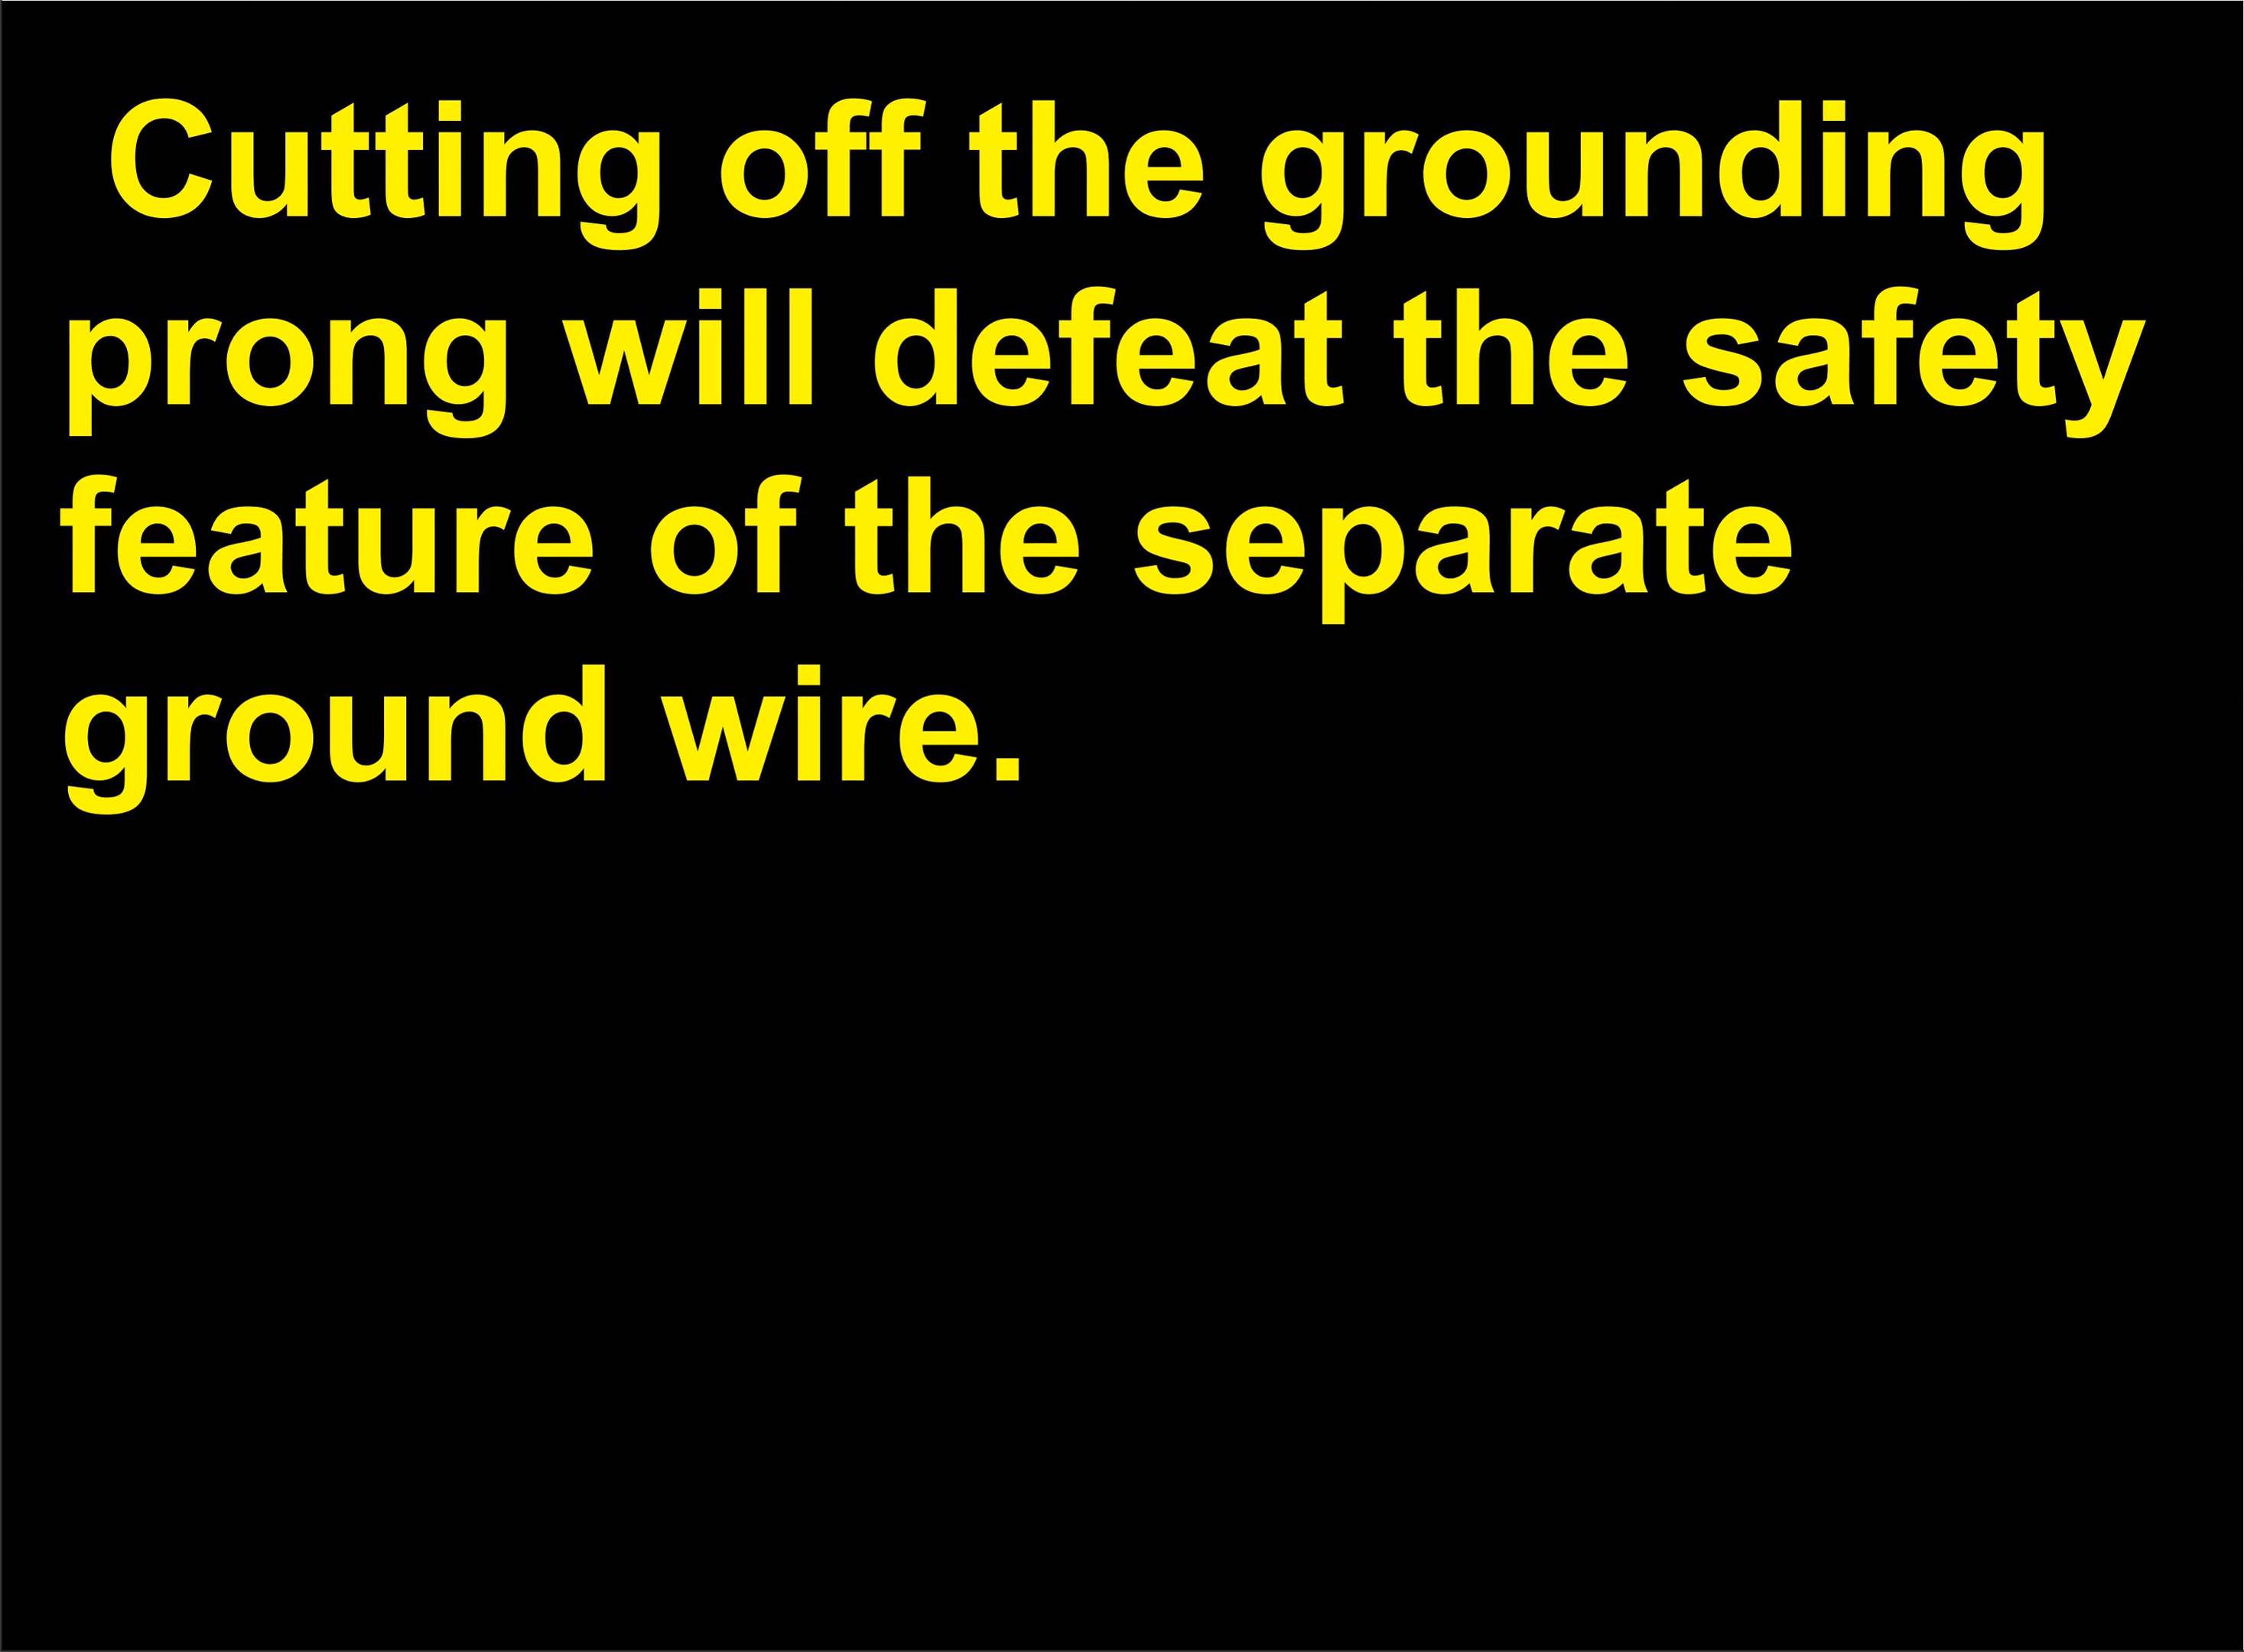 Cutting off the grounding
prong will defeat the safety
feature of the separate
ground wire.